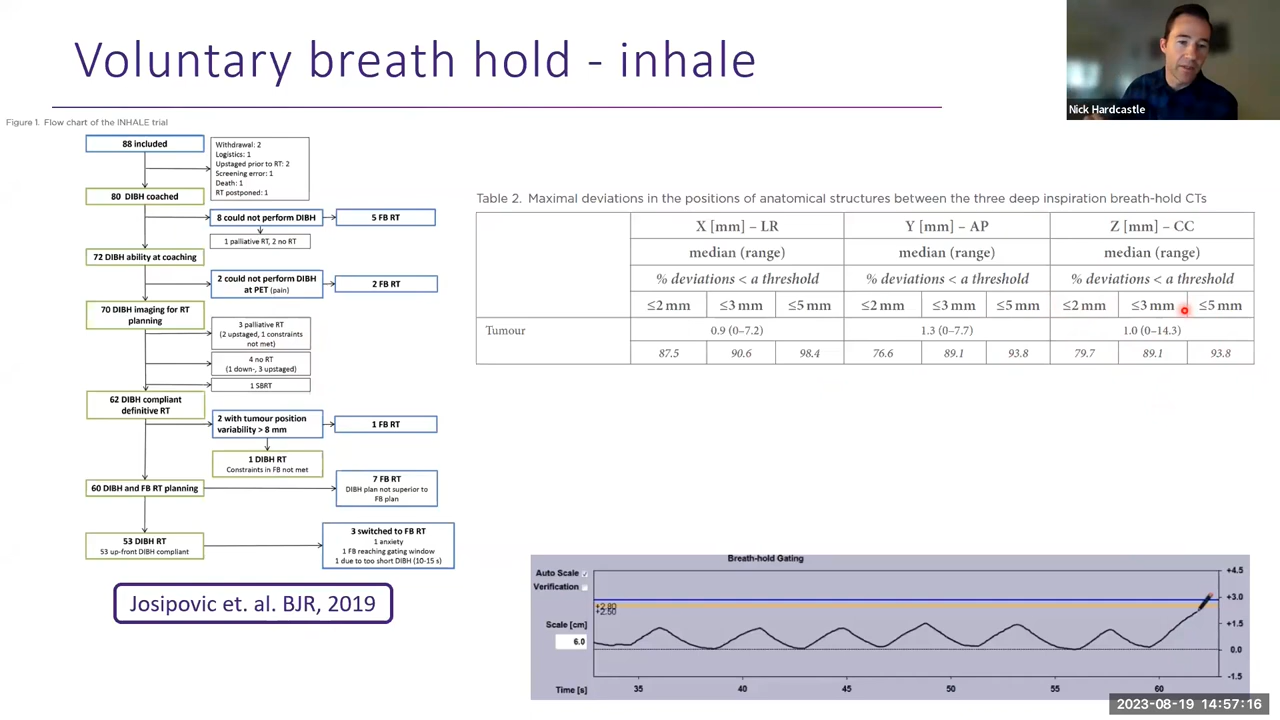 Voluntary breath hold - inhale
Nick Hardcastle
Figure 1. Flow chart of the INHALE trial
88 included
Withdrawal: 2
Logistics: 1
Upstaged prior to RT: 2
Screening error: 1
Death: 1
RT postponed: 1
80 DIBH coached
8 could not perform DIBH
5 FB RT
1 palliative RT, 2 no RT
72 DIBH ability at coaching
2 could not perform DIBH
at PET (pain)
2 FB RT
70 DIBH imaging for RT
planning
3 palliative RT
(2 upstaged, 1 constraints
not met)
4 no RT
(1 down-, 3 upstaged)
1 SBRT
62 DIBH compliant
definitive RT
2 with tumour position
variability > 8 mm
1 FB RT
1 DIBH RT
Constraints in FB not met
60 DIBH and FB RT planning
7 FB RT
DIBH plan not superior to
FB plan
53 DIBH RT
53 up-front DIBH compliant
3 switched to FB RT
1 anxiety
1 FB reaching gating window
1 due to too short DIBH (10-15 s)
Josipovic et. al. BJR, 2019
Table 2. Maximal deviations in the positions of anatomical structures between the three deep inspiration breath-hold CTs
X [mm] – LR Y [mm] – AP Z [mm] – CC
median (range) median (range) median (range)
% deviations < a threshold % deviations < a threshold % deviations < a threshold
≤2 mm ≤3 mm ≤5 mm ≤2 mm ≤3 mm ≤5 mm ≤2 mm ≤3 mm ≤5 mm
Tumour 0.9 (0–7.2) 1.3 (0–7.7) 1.0 (0–14.3)
87.5 90.6 98.4 76.6 89.1 93.8 79.7 89.1 93.8
Breath-hold Gating
Auto Scale
Verification
Scale [cm]
6.0
Time [s]
+2.80
+2.50
+4.5
+3.0
+1.5
0.0
-1.5
35 40 45 50 55 60
2023-08-19 14:57:16